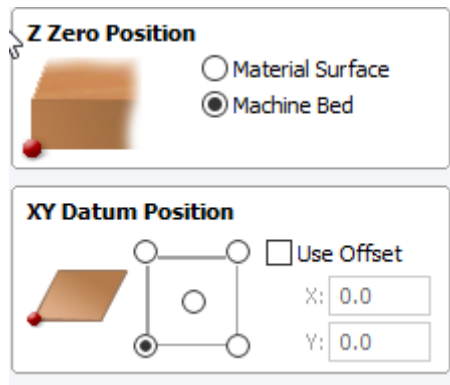 Z Zero Position
Material Surface
Machine Bed
XY Datum Position
Use Offset
X: 0.0
Y: 0.0